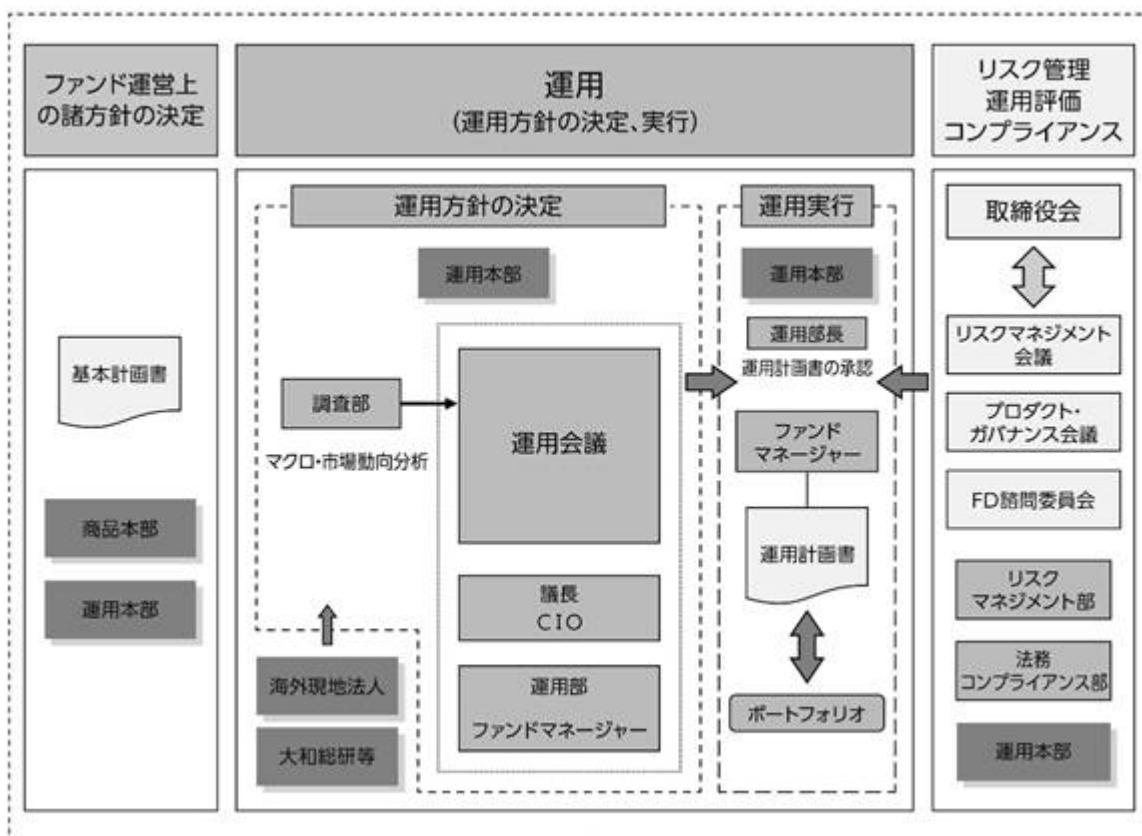 ファンド運営上
の諸方針の決定
運用
(運用方針の決定、実行)
リスク管理
運用評価
コンプライアンス
基本計画書
商品本部
運用本部
運用方針の決定
運用本部
調査部
マクロ・市場動向分析
運用会議
議長
CIO
運用部
ファンドマネージャー
海外現地法人
大和総研等
運用実行
運用本部
運用部長
運用計画書の承認
ファンド
マネージャー
運用計画書
ポートフォリオ
取締役会
リスクマネジメント
会議
プロダクト・
ガバナンス会議
FD諮問委員会
リスク
マネジメント部
法務
コンプライアンス部
運用本部